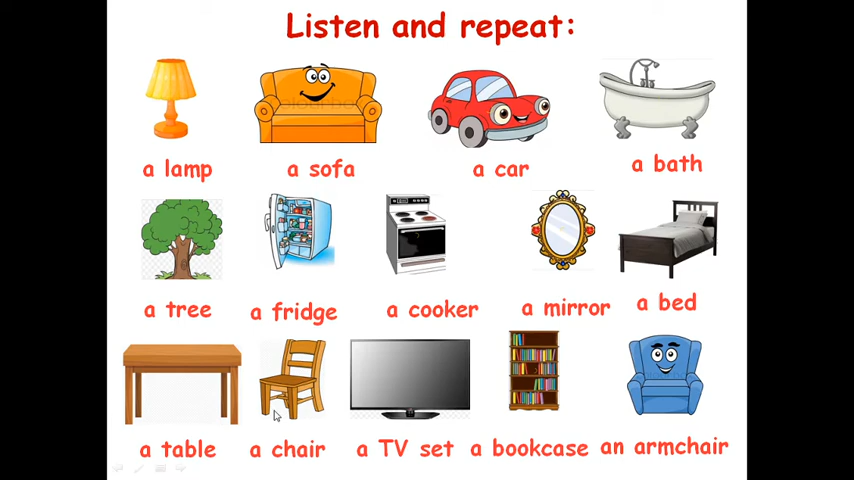 Listen and repeat:
a lamp
a sofa
a car
a bath
a tree
a fridge
a cooker
a mirror
a bed
a table
a chair
a TV set
a bookcase
an armchair